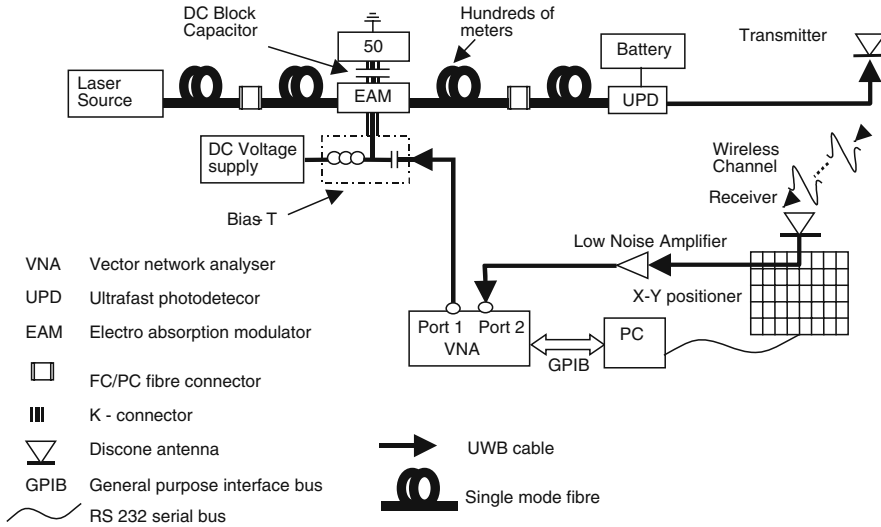 DC Block
Capacitor
Hundreds of
meters
50
Battery
Transmitter
Laser
Source
EAM
UPD
DC Voltage
supply
Wireless
Channel
Receiver
Bias-T
Low Noise Amplifier
X-Y positioner
Port 1 Port 2
VNA
GPIB
PC
VNA Vector network analyser
UPD Ultrafast photodetecor
EAM Electro absorption modulator
FC/PC fibre connector
K - connector
Discone antenna
GPIB General purpose interface bus
RS 232 serial bus
UWB cable
Single mode fibre